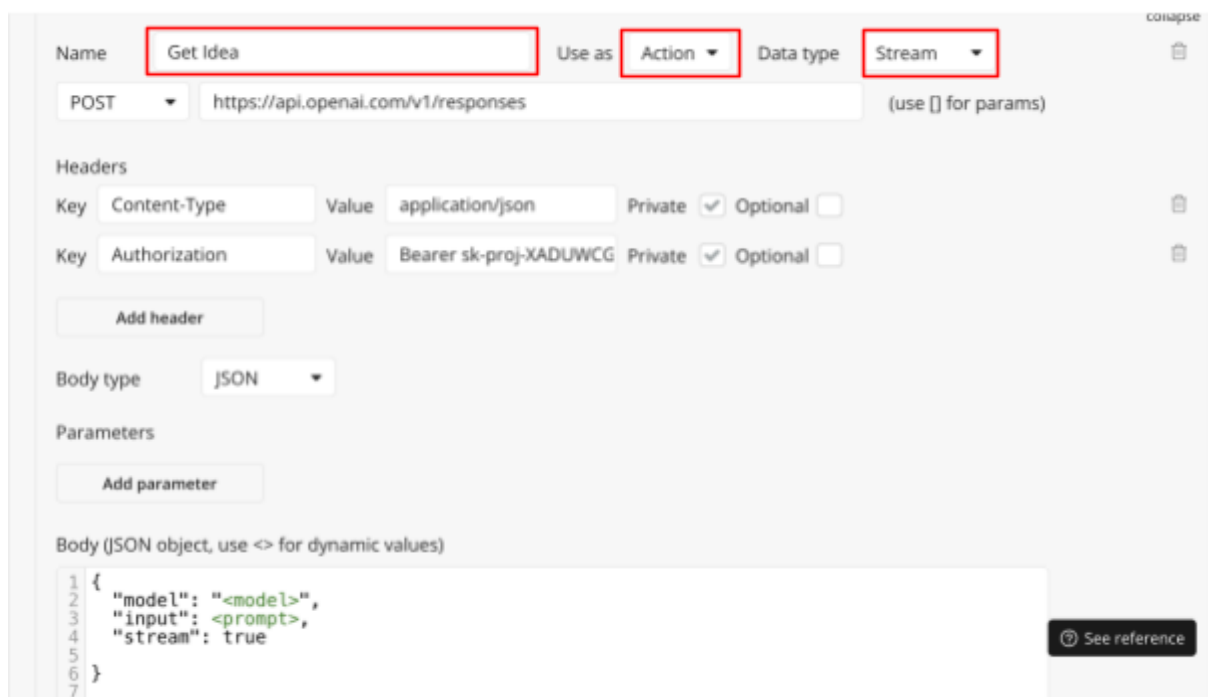 collapse
Name Get Idea Use as Action Data type Stream
POST https://api.openai.com/v1/responses (use [] for params)
Headers
Key Content-Type Value application/json Private Optional
Key Authorization Value Bearer sk-proj-XADUWCG Private Optional
Add header
Body type JSON
Parameters
Add parameter
Body (JSON object, use <> for dynamic values)
1 {
2 "model": "<model>",
3 "input": <prompt>,
4 "stream": true
5
6 }
7
See reference